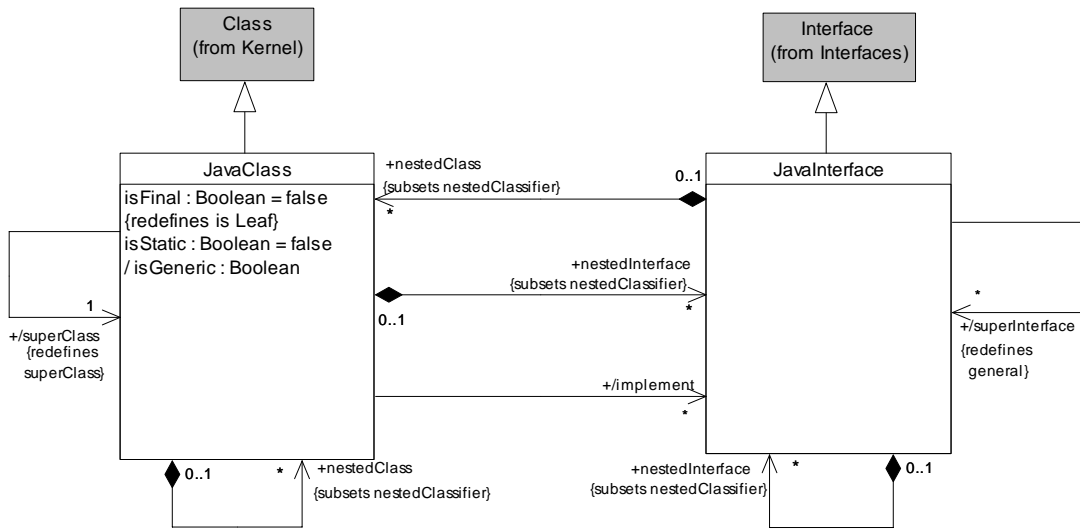 Class
(from Kernel)
Interface
(from Interfaces)
JavaClass
isFinal : Boolean = false
{redefines is Leaf}
isStatic : Boolean = false
/ isGeneric : Boolean
JavaInterface
+nestedClass
{subsets nestedClassifier}
0..1
*
+nestedInterface
{subsets nestedClassifier}
0..1
*
1
+/superClass
{redefines
superClass}
*
+/superInterface
{redefines
general}
+/implement
*
0..1
*
+nestedClass
{subsets nestedClassifier}
+nestedInterface
{subsets nestedClassifier}
*
0..1